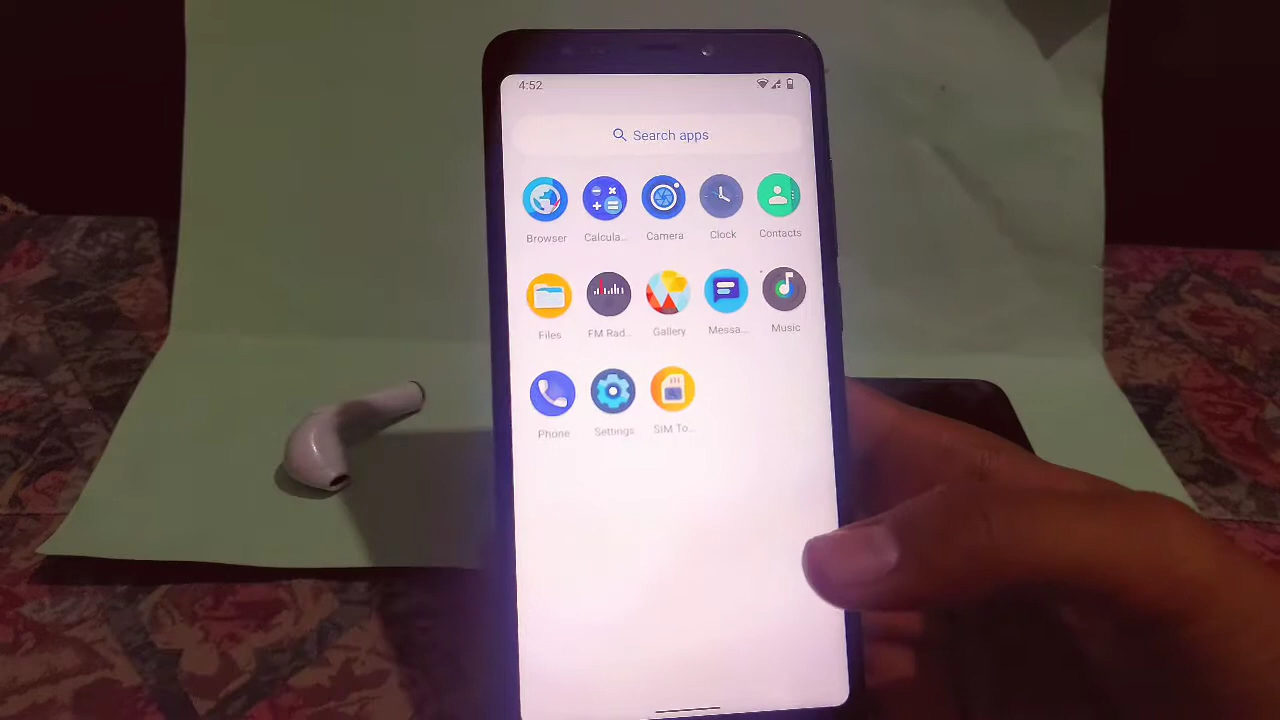 4:52
Search apps
Browser Calcula... Camera Clock Contacts
Files FM Rad... Gallery Messa... Music
Phone Settings SIM To...